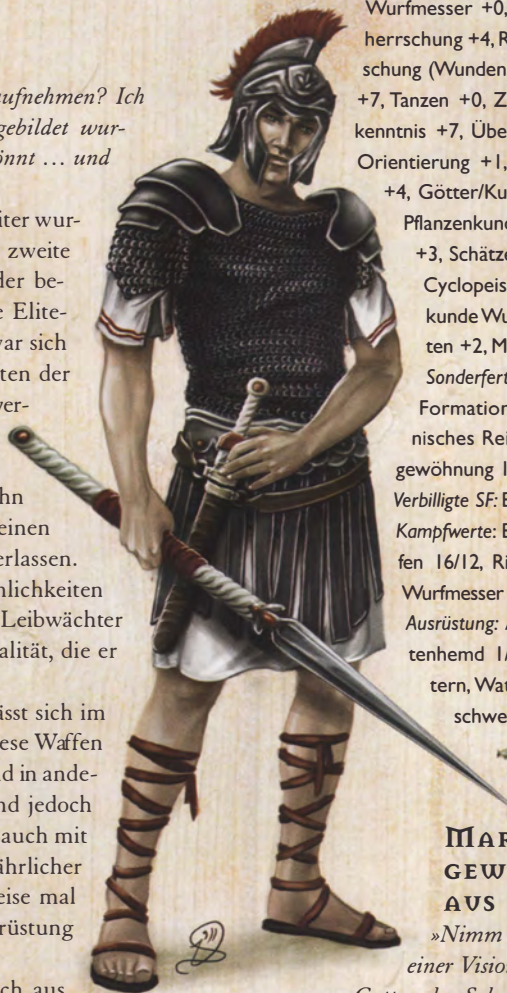 ufnehmen? Ich
gebildet wur-
önnt … und
iter wur-
zweite
der be-
e Elite-
var sich
ten der
ver-
hn
einen
erlassen.
nlichkeiten
Leibwächter
alität, die er
isst sich im
ese Waffen
d in ande-
nd jedoch
auch mit
ährlicher
eise mal
rüstung
ch aus
Wurfmesser +0,
herrschung +4, R
schung (Wunden
+7, Tanzen +0, Z
kenntnis +7, Übe
Orientierung +1,
+4, Götter/Ku
Pflanzenkund
+3, Schätze
Cyclopeis
kunde Wu
ten +2, M
Sonderfert
Formation
nisches Rei
gewöhnung I
Verbilligte SF: E
Kampfwerte: E
fen 16/12, Ri
Wurfmesser
Ausrüstung:
tenhemd 1/
tern, Wat
schwe
MAR
GEW
AUS
»Nimm
einer Visio